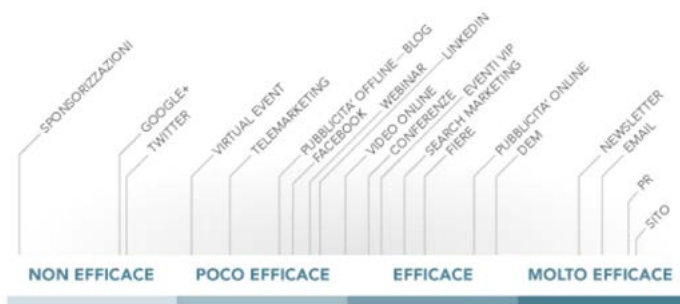 SPONSORIZZAZIONI
GOOGLE+
TWITTER
VIRTUAL EVENT
TELEMARKETING
PUBBLICITA' OFFLINE
FACEBOOK
BLOG
WEBINAR
LINKEDIN
VIDEO ONLINE
CONFERENZE
EVENTI VIP
SEARCH MARKETING
FIERE
PUBBLICITA' ONLINE
DEM
NEWSLETTER
EMAIL
PR
SITO
NON EFFICACE
POCO EFFICACE
EFFICACE
MOLTO EFFICACE